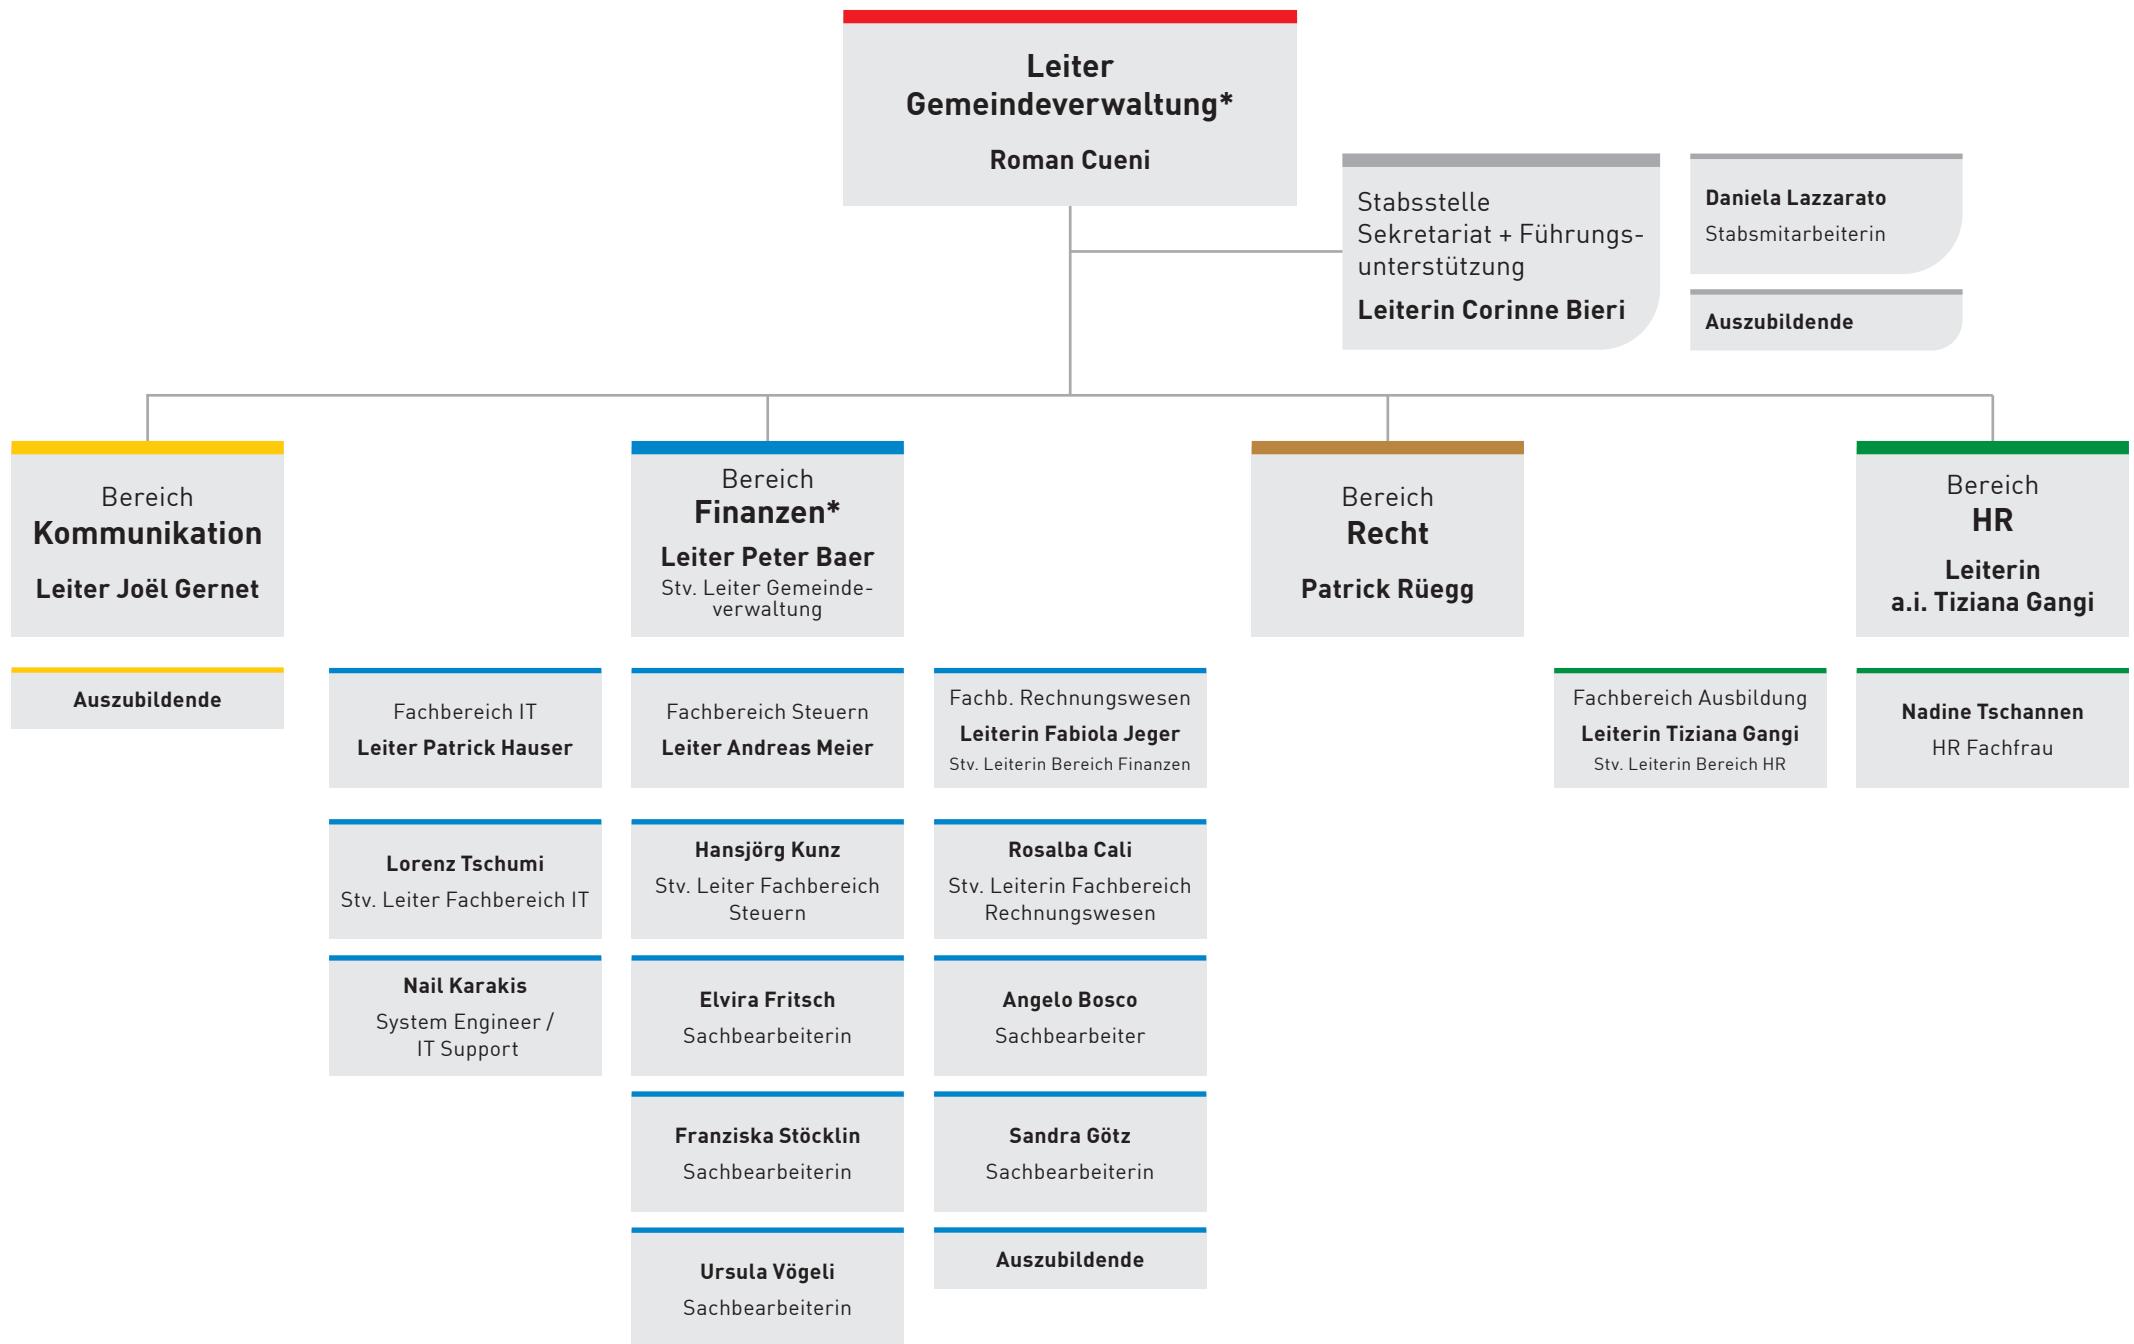 Leiter
Gemeindeverwaltung*
Roman Cueni
Stabsstelle
Sekretariat + Führungs-
unterstützung
Leiterin Corinne Bieri
Daniela Lazzarato
Stabsmitarbeiterin
Auszubildende
Bereich
Kommunikation
Leiter Joël Gernet
Auszubildende
Bereich
Finanzen*
Leiter Peter Baer
Stv. Leiter Gemeinde-
verwaltung
Fachbereich IT
Leiter Patrick Hauser
Lorenz Tschumi
Stv. Leiter Fachbereich IT
Nail Karakis
System Engineer /
IT Support
Fachbereich Steuern
Leiter Andreas Meier
Hansjörg Kunz
Stv. Leiter Fachbereich
Steuern
Elvira Fritsch
Sachbearbeiterin
Franziska Stöcklin
Sachbearbeiterin
Ursula Vögeli
Sachbearbeiterin
Fachb. Rechnungswesen
Leiterin Fabiola Jeger
Stv. Leiterin Bereich Finanzen
Rosalba Cali
Stv. Leiterin Fachbereich
Rechnungswesen
Angelo Bosco
Sachbearbeiter
Sandra Götz
Sachbearbeiterin
Auszubildende
Bereich
Recht
Patrick Rüegg
Bereich
HR
Leiterin
a.i. Tiziana Gangi
Fachbereich Ausbildung
Leiterin Tiziana Gangi
Stv. Leiterin Bereich HR
Nadine Tschannen
HR Fachfrau